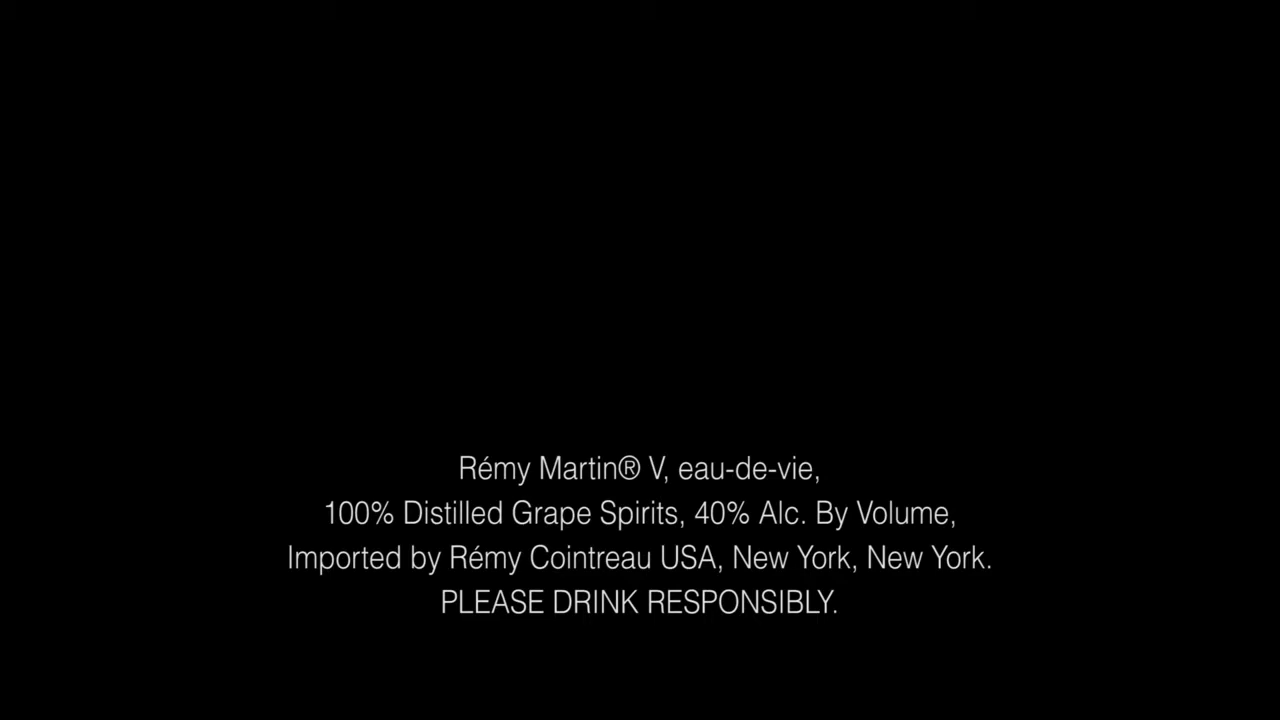 Rémy Martin® V, eau-de-vie,
100% Distilled Grape Spirits, 40% Alc. By Volume,
Imported by Rémy Cointreau USA, New York, New York.
PLEASE DRINK RESPONSIBLY.